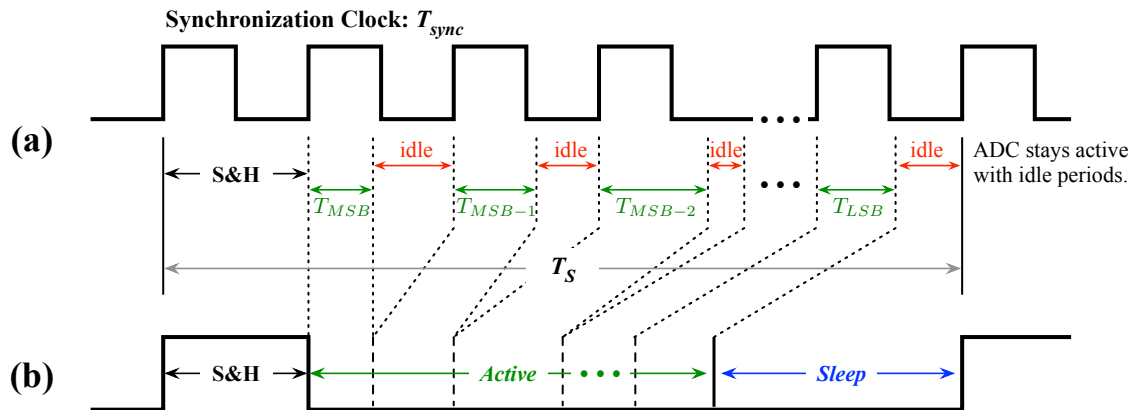 Synchronization Clock: T_sync
(a)
idle idle idle idle
ADC stays active
with idle periods.
S&H
T_MSB T_MSB−1 T_MSB−2 T_LSB
T_S
(b)
S&H Active Sleep